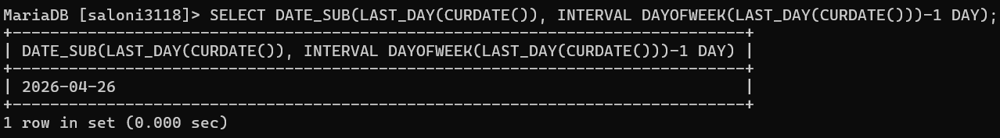 MariaDB [saloni3118]> SELECT DATE_SUB(LAST_DAY(CURDATE()), INTERVAL DAYOFWEEK(LAST_DAY(CURDATE()))-1 DAY);
+-----------------------------------------------------------------------------+
| DATE_SUB(LAST_DAY(CURDATE()), INTERVAL DAYOFWEEK(LAST_DAY(CURDATE()))-1 DAY) |
+-----------------------------------------------------------------------------+
| 2026-04-26                                                                  |
+-----------------------------------------------------------------------------+
1 row in set (0.000 sec)